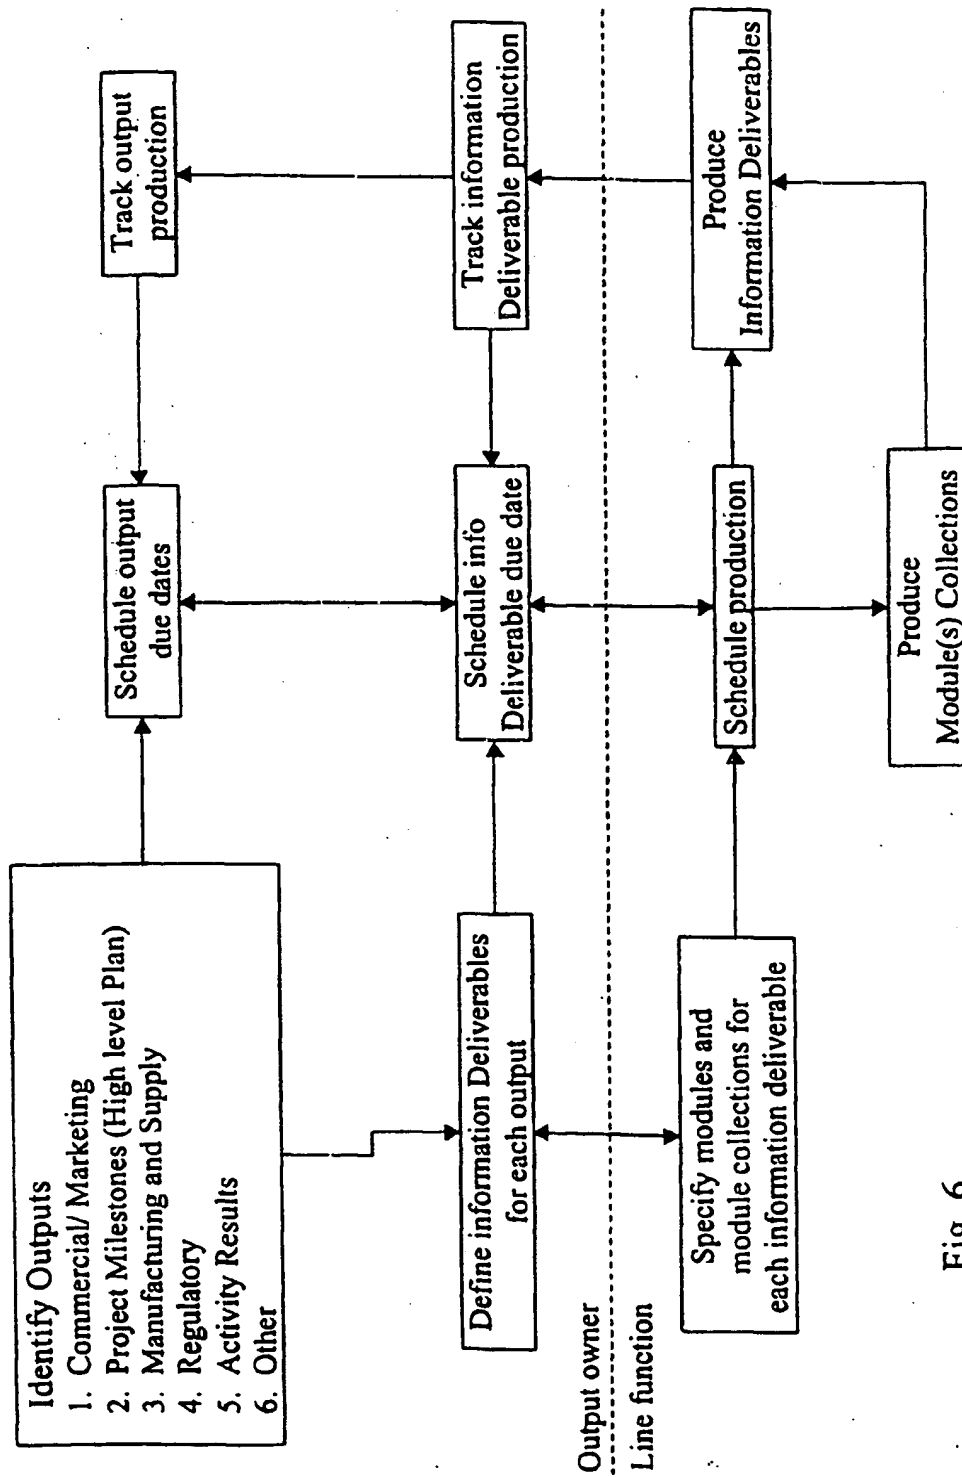 Identify Outputs
1. Commercial/ Marketing
2. Project Milestones (High level Plan)
3. Manufacturing and Supply
4. Regulatory
5. Activity Results
6. Other
Schedule output
due dates
Track output
production
Define information Deliverables
for each output
Schedule info
Deliverable due date
Track information
Deliverable production
Output owner
Line function
Specify modules and
module collections for
each information deliverable
Schedule production
Produce
Information Deliverables
Produce
Module(s) Collections
Fig. 6